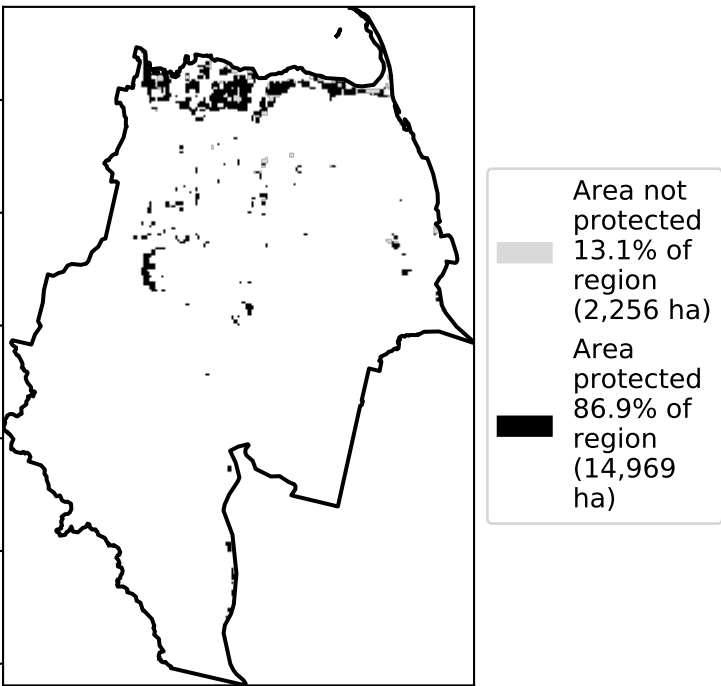 Area not
protected
13.1% of
region
(2,256 ha)
Area
protected
86.9% of
region
(14,969
ha)